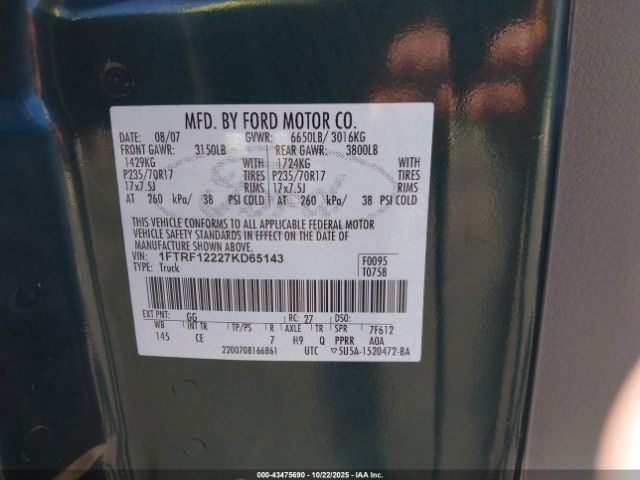 MFD. BY FORD MOTOR CO.
DATE: 08/07 GVWR: 6650LB/ 3016KG
FRONT GAWR: 3150LB REAR GAWR: 3800LB
1429KG WITH 1724KG WITH
P235/70R17 TIRES P235/70R17 TIRES
17x7.5J RIMS 17x7.5J RIMS
AT 260 kPa/ 38 PSI COLD AT 260 kPa/ 38 PSI COLD
THIS VEHICLE CONFORMS TO ALL APPLICABLE FEDERAL MOTOR
VEHICLE SAFETY STANDARDS IN EFFECT ON THE DATE OF
MANUFACTURE SHOWN ABOVE.
VIN: 1FTRF12227KD65143 F0095
TYPE: Truck T075B
EXT PNT: GG RC: 27 DSO:
WB INT TR TP/PS R AXLE TR SPR 7F612
145 CE 7 H9 Q PPRR A0A
2200708166861 UTC 5U5A-1520472-BA
Ford
000-43475690 - 10/22/2025 - IAAI.COM